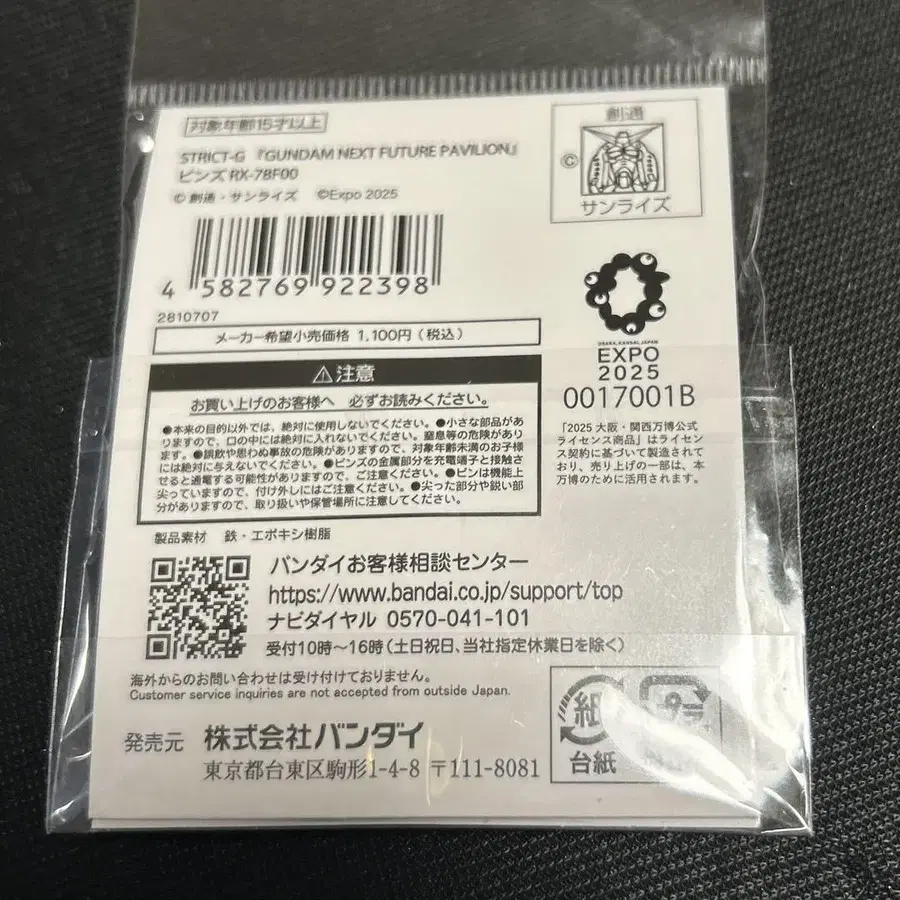 対象年齢15才以上
STRICT-G 『GUNDAM NEXT FUTURE PAVILION』
ピンズ RX-78F00
© 創通・サンライズ ©Expo 2025
創通
©
サンライズ
4 582769 922398
2810707
メーカー希望小売価格 1,100円(税込)
OSAKA, KANSAI, JAPAN
EXPO
2025
0017001B
「2025 大阪・関西万博公式
ライセンス商品」はライセン
ス契約に基づいて製造されて
おり、売り上げの一部は、本
万博のために活用されます。
⚠注意
お買い上げのお客様へ 必ずお読みください。
●本来の目的以外では、絶対に使用しないでください。●小さな部品があ
りますので、口の中には絶対に入れないでください。窒息等の危険があり
ます。●誤飲や思わぬ事故の危険がありますので、対象年齢未満のお子様
には絶対に与えないでください。●ピンズの金属部分を充電端子と接触さ
せると通電する可能性がありますので、ご注意ください。●ピンは機能上
尖っていますので、付け外しにはご注意ください。●尖った部分や鋭い部
分がありますので、取り扱いや保管場所に注意してください。
製品素材 鉄・エポキシ樹脂
バンダイお客様相談センター
https://www.bandai.co.jp/support/top
ナビダイヤル 0570-041-101
受付10時～16時(土日祝日、当社指定休業日を除く)
海外からのお問い合わせは受け付けておりません。
Customer service inquiries are not accepted from outside Japan.
発売元 株式会社バンダイ
東京都台東区駒形1-4-8 〒111-8081
紙
台紙
プラ